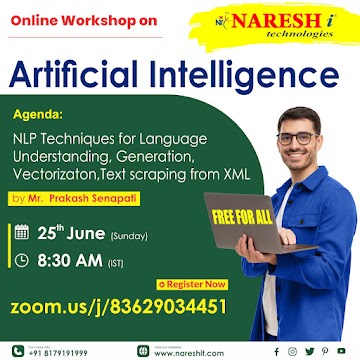 Online Workshop on
NARESH i
technologies
Artificial Intelligence
Agenda:
NLP Techniques for Language
Understanding, Generation,
Vectorizaton,Text scraping from XML
by Mr. Prakash Senapati
FREE FOR ALL
25th June (Sunday)
8:30 AM (IST)
Register Now
zoom.us/j/83629034451
+91 8179191999
www.nareshit.com